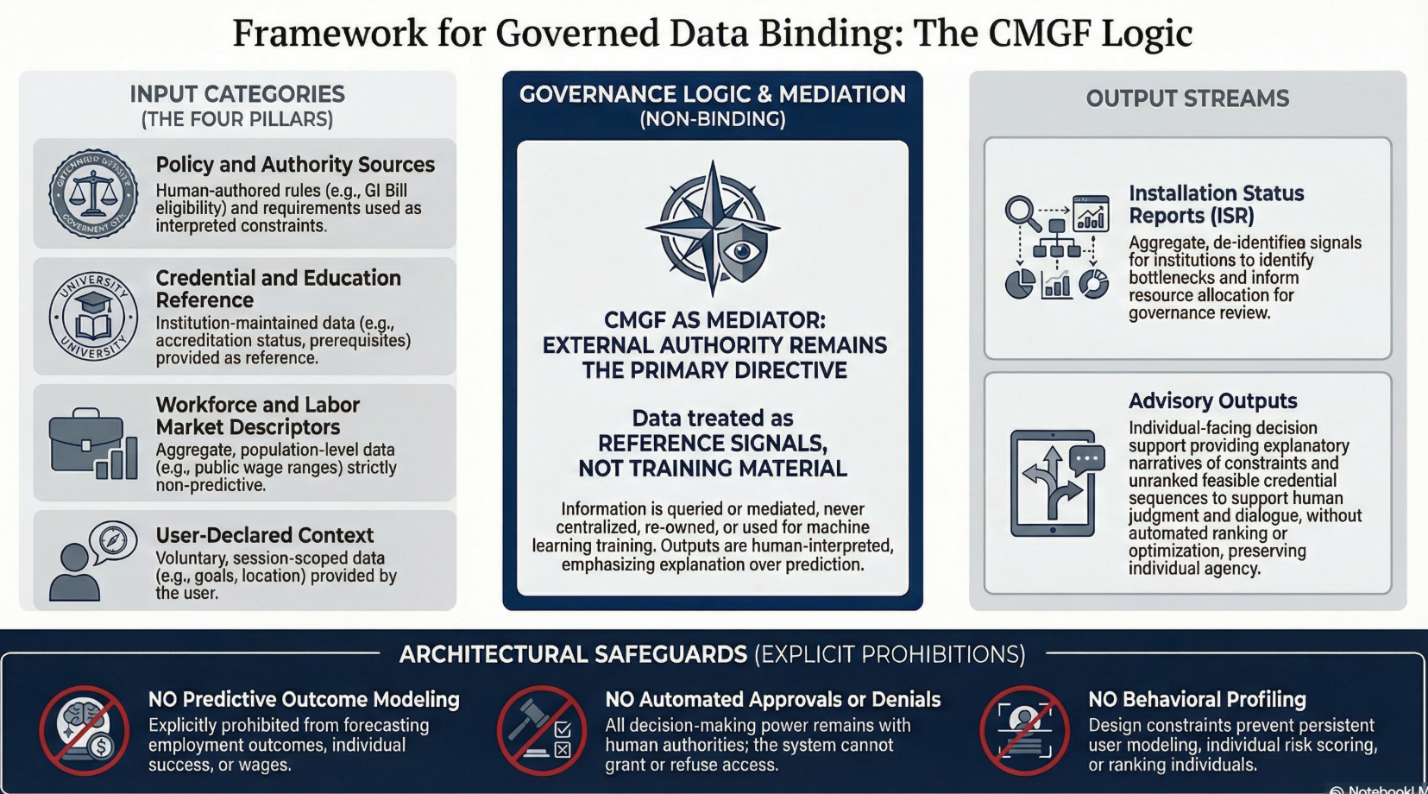 Framework for Governed Data Binding: The CMGF Logic
INPUT CATEGORIES
(THE FOUR PILLARS)
Policy and Authority Sources
Human-authored rules (e.g., GI Bill
eligibility) and requirements used as
interpreted constraints.
UNIVERSITY
UNIVERSITY
Credential and Education
Reference
Institution-maintained data (e.g.,
accreditation status, prerequisites)
provided as reference.
Workforce and Labor
Market Descriptors
Aggregate, population-level data
(e.g., public wage ranges) strictly
non-predictive.
User-Declared Context
Voluntary, session-scoped data
(e.g., goals, location) provided by
the user.
GOVERNANCE LOGIC & MEDIATION
(NON-BINDING)
CMGF AS MEDIATOR:
EXTERNAL AUTHORITY REMAINS
THE PRIMARY DIRECTIVE
Data treated as
REFERENCE SIGNALS,
NOT TRAINING MATERIAL
Information is queried or mediated, never
centralized, re-owned, or used for machine
learning training. Outputs are human-interpreted,
emphasizing explanation over prediction.
OUTPUT STREAMS
Installation Status
Reports (ISR)
Aggregate, de-identified signals
for institutions to identify
bottlenecks and inform
resource allocation for
governance review.
Advisory Outputs
Individual-facing decision
support providing explanatory
narratives of constraints and
unranked feasible credential
sequences to support human
judgment and dialogue, without
automated ranking or
optimization, preserving
individual agency.
ARCHITECTURAL SAFEGUARDS (EXPLICIT PROHIBITIONS)
$
NO Predictive Outcome Modeling
Explicitly prohibited from forecasting
employment outcomes, individual
success, or wages.
NO Automated Approvals or Denials
All decision-making power remains with
human authorities; the system cannot
grant or refuse access.
NO Behavioral Profiling
Design constraints prevent persistent
user modeling, individual risk scoring,
or ranking individuals.